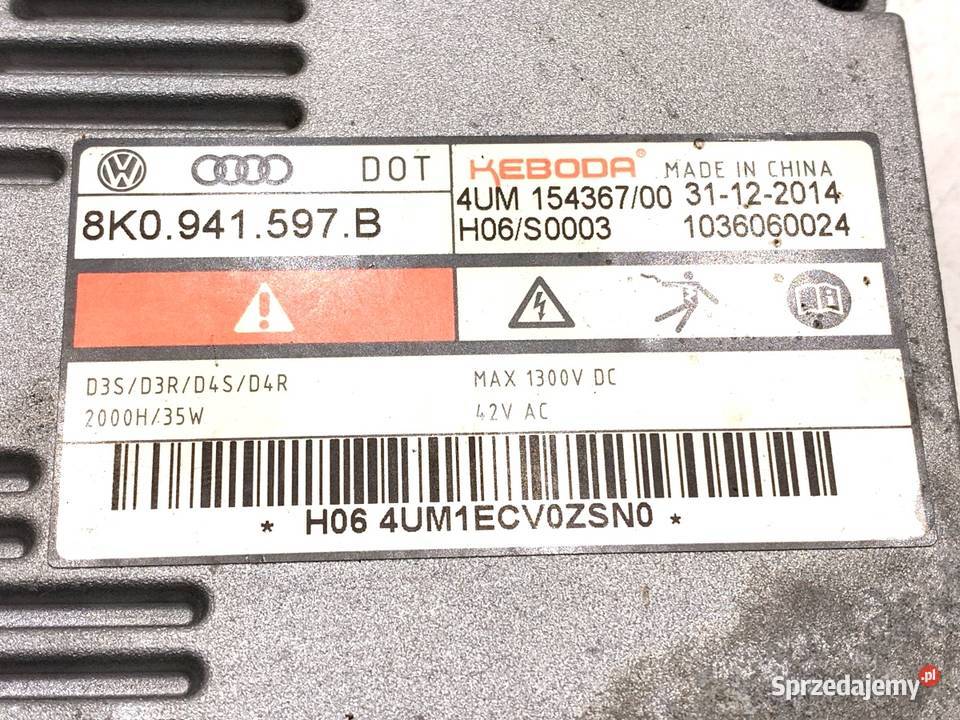 DOT
8K0.941.597.B
KEBODA® MADE IN CHINA
4UM 154367/00 31-12-2014
H06/S0003 1036060024
D3S/D3R/D4S/D4R
2000H/35W
MAX 1300V DC
42V AC
* H06 4UM1ECV0ZSN0 *
Sprzedajemy.pl